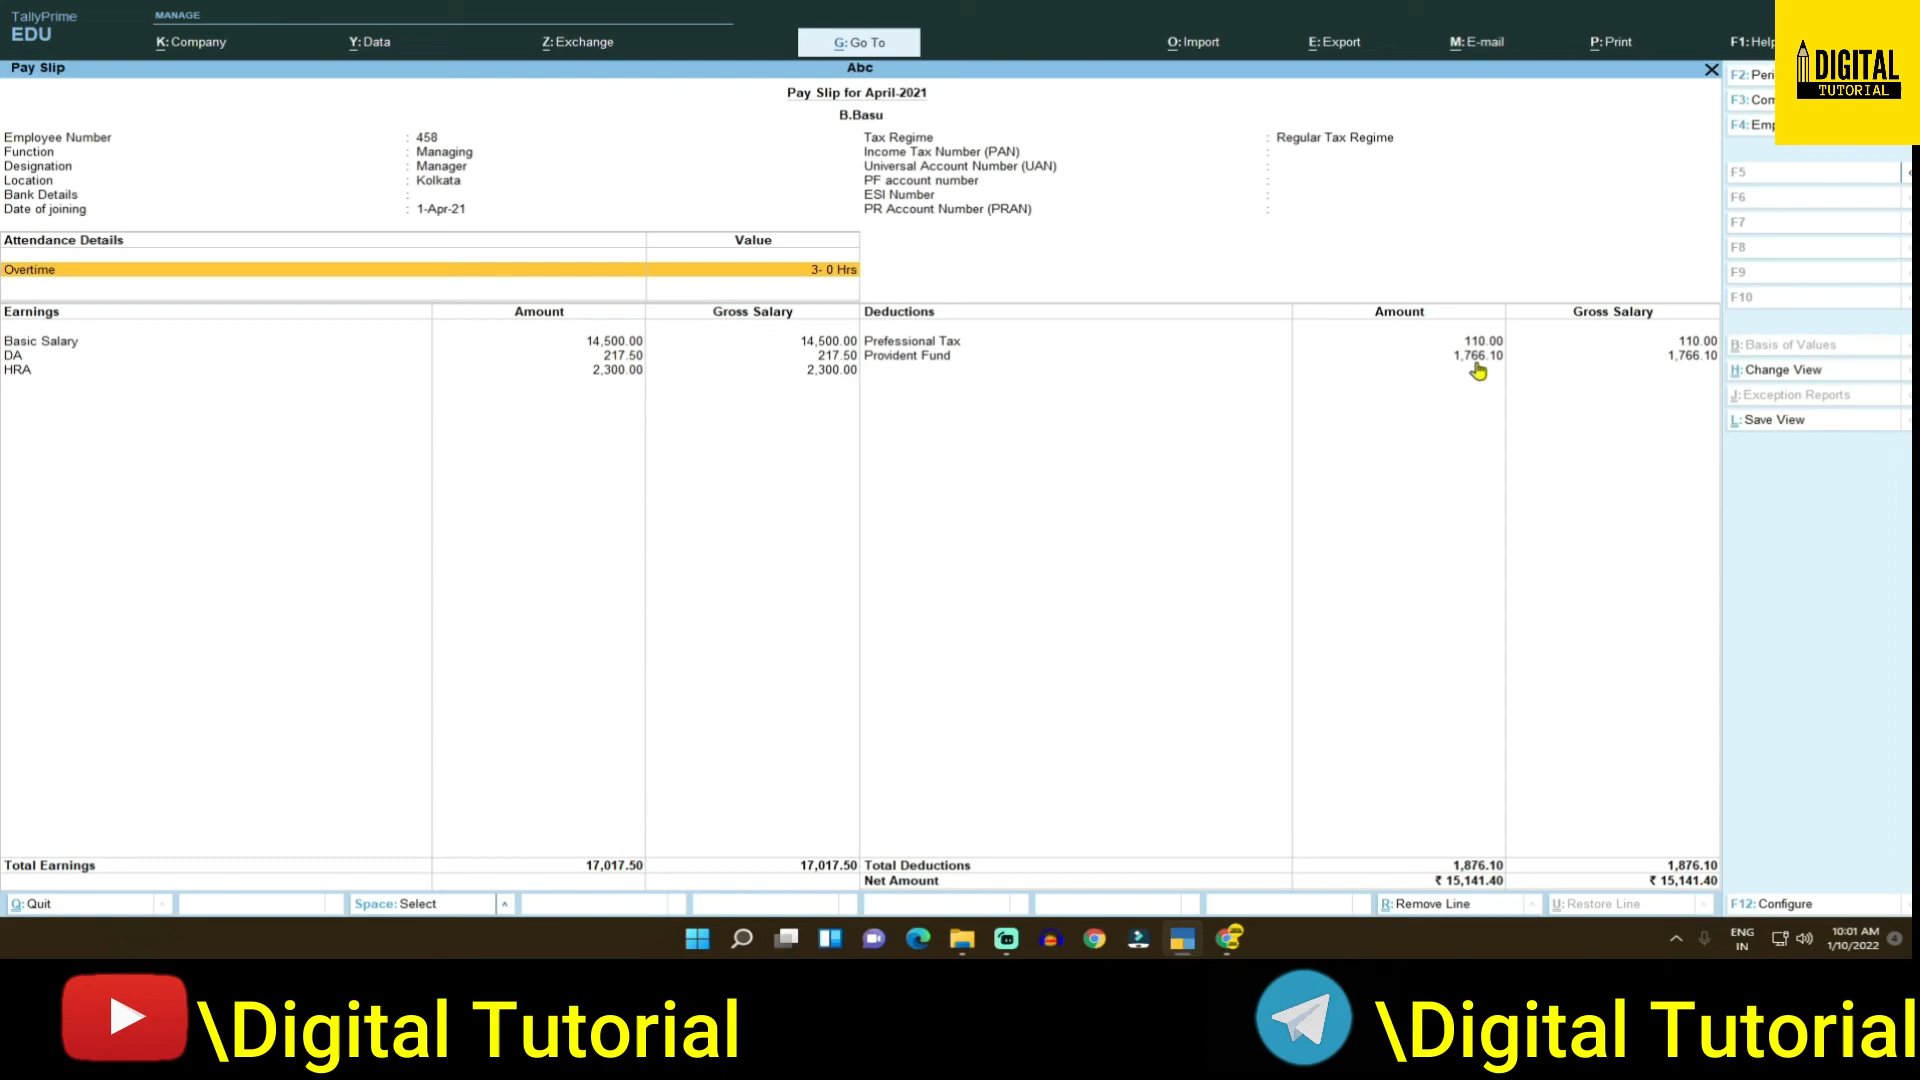 TallyPrime
EDU
MANAGE
K: Company
Y: Data
Z: Exchange
G: Go To
O: Import
E: Export
M: E-mail
P: Print
F1: Help
DIGITAL
TUTORIAL
Pay Slip
Abc
Pay Slip for April-2021
B.Basu
Employee Number : 458
Function : Managing
Designation : Manager
Location : Kolkata
Bank Details :
Date of joining : 1-Apr-21
Tax Regime : Regular Tax Regime
Income Tax Number (PAN) :
Universal Account Number (UAN) :
PF account number :
ESI Number :
PR Account Number (PRAN) :
Attendance Details Value
Overtime 3- 0 Hrs
Earnings Amount Gross Salary Deductions Amount Gross Salary
Basic Salary 14,500.00 14,500.00 Prefessional Tax 110.00 110.00
DA 217.50 217.50 Provident Fund 1,766.10 1,766.10
HRA 2,300.00 2,300.00
Total Earnings 17,017.50 17,017.50 Total Deductions 1,876.10 1,876.10
Net Amount ₹ 15,141.40 ₹ 15,141.40
F2: Peri
F3: Com
F4: Emp
F5
F6
F7
F8
F9
F10
B: Basis of Values
H: Change View
J: Exception Reports
L: Save View
Q: Quit
Space: Select
R: Remove Line
U: Restore Line
F12: Configure
ENG
IN
10:01 AM
1/10/2022
4
\Digital Tutorial
\Digital Tutorial